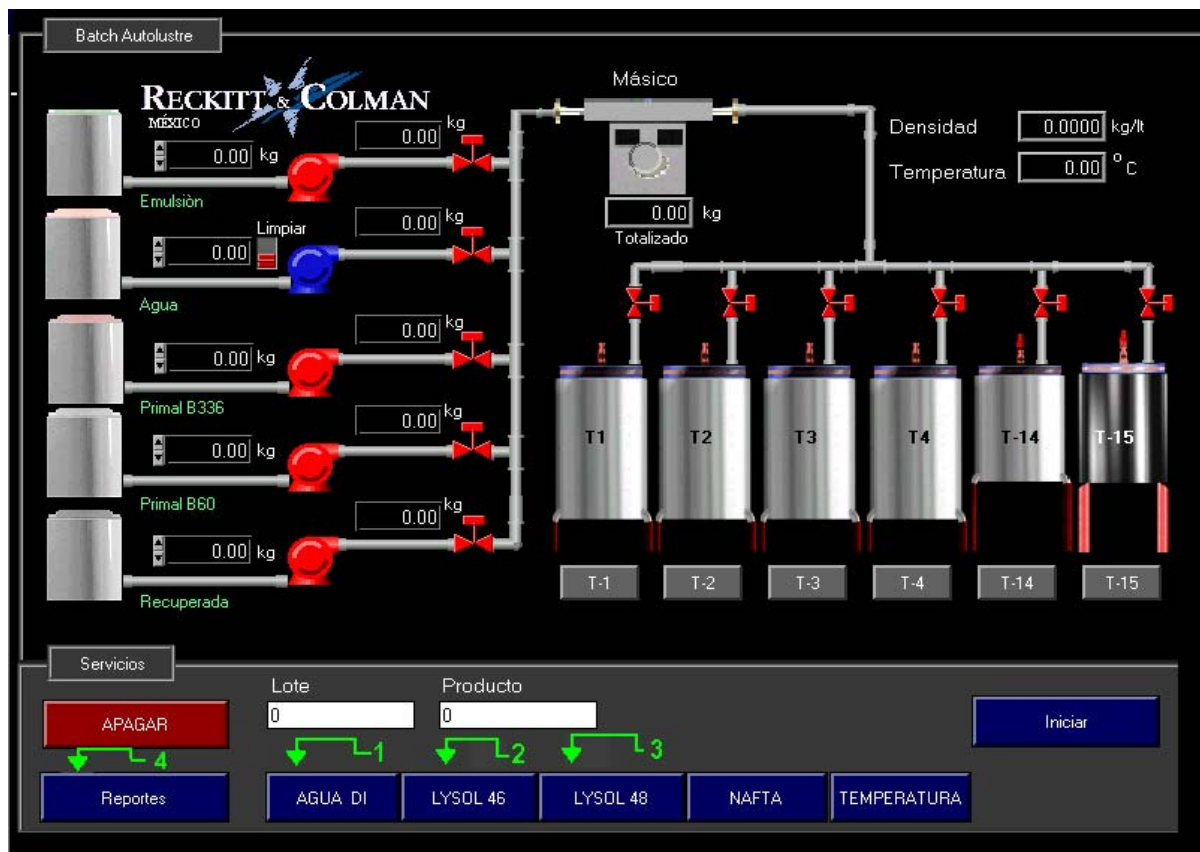 Batch Autolustre
RECKITT & COLMAN
MÉXICO
Másico
0.00 kg
0.00 kg
Emulsiòn
Densidad 0.0000 kg/lt
Temperatura 0.00 °C
0.00 kg
Totalizado
Limpiar
0.00
0.00 kg
Agua
0.00 kg
0.00 kg
Primal B336
0.00 kg
0.00 kg
Primal B60
0.00 kg
0.00 kg
Recuperada
T1 T2 T3 T4 T-14 T-15
T-1 T-2 T-3 T-4 T-14 T-15
Servicios
Lote Producto
0 0
APAGAR
Iniciar
4 1 2 3
Reportes AGUA DI LYSOL 46 LYSOL 48 NAFTA TEMPERATURA